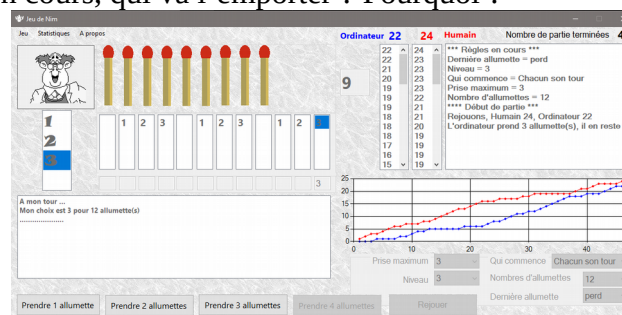 n cours, qui va l'emporter ? Pourquoi ?
Jeu de Nim
Jeu Statistiques A propos
Ordinateur 22 24 Humain Nombre de partie terminées 4
22 24
22 23
21 23
20 23
19 23
19 22
19 21
18 21
18 20
18 19
17 19
16 19
15 19
*** Règles en cours ***
Dernière allumette = perd
Niveau = 3
Qui commence = Chacun son tour
Prise maximum = 3
Nombre d'allumettes = 12
**** Début de partie ***
Rejouons, Humain 24, Ordinateur 22
L'ordinateur prend 3 allumette(s), il en reste
9
1
2
3
1 2 3 1 2 3 1 2
3
A mon tour ...
Mon choix est 3 pour 12 allumette(s)
.....................
25
20
15
10
5
0
0 10 20 30 40
Prise maximum 3 Qui commence Chacun son tour
Niveau 3 Nombres d'allumettes 12
Dernière allumette perd
Prendre 1 allumette Prendre 2 allumettes Prendre 3 allumettes Prendre 4 allumettes Rejouer